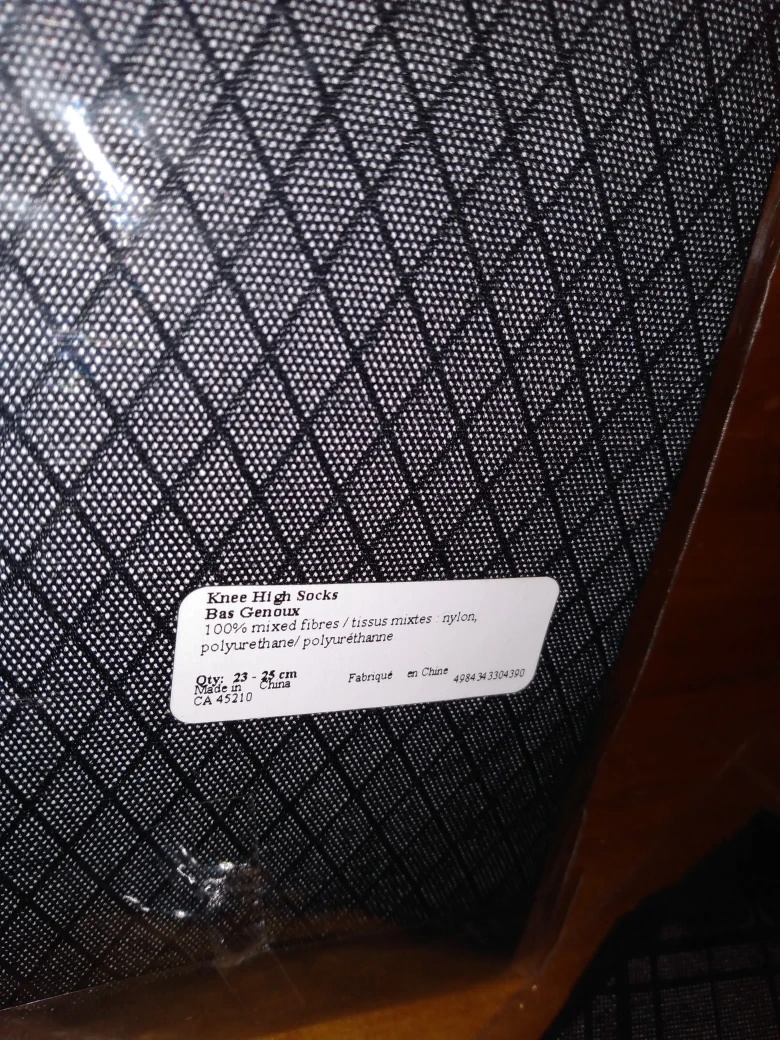 Knee High Socks
Bas Genoux
100% mixed fibres / tissus mixtes : nylon,
polyurethane/ polyuréthanne
Qty: 23 - 25 cm
Made in China Fabriqué en Chine 4984343304390
CA 45210